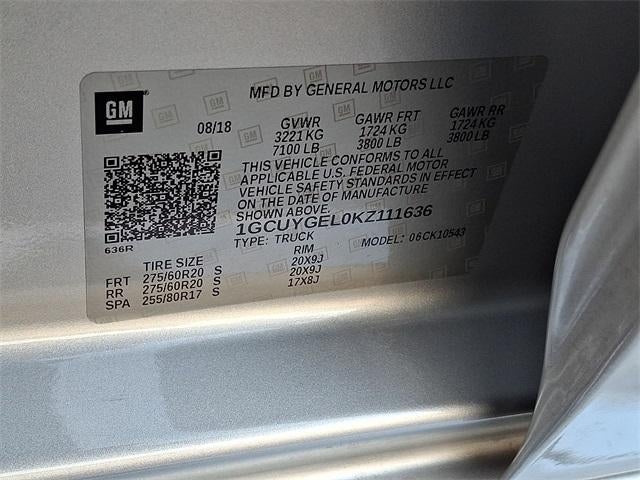 MFD BY GENERAL MOTORS LLC
GM
08/18 GVWR GAWR FRT GAWR RR
3221 KG 1724 KG 1724 KG
7100 LB 3800 LB 3800 LB
THIS VEHICLE CONFORMS TO ALL
APPLICABLE U.S. FEDERAL MOTOR
VEHICLE SAFETY STANDARDS IN EFFECT
ON THE DATE OF MANUFACTURE
SHOWN ABOVE.
1GCUYGEL0KZ111636
636R
TYPE: TRUCK MODEL: 06CK10543
TIRE SIZE RIM
FRT 275/60R20 S 20X9J
RR 275/60R20 S 20X9J
SPA 255/80R17 S 17X8J